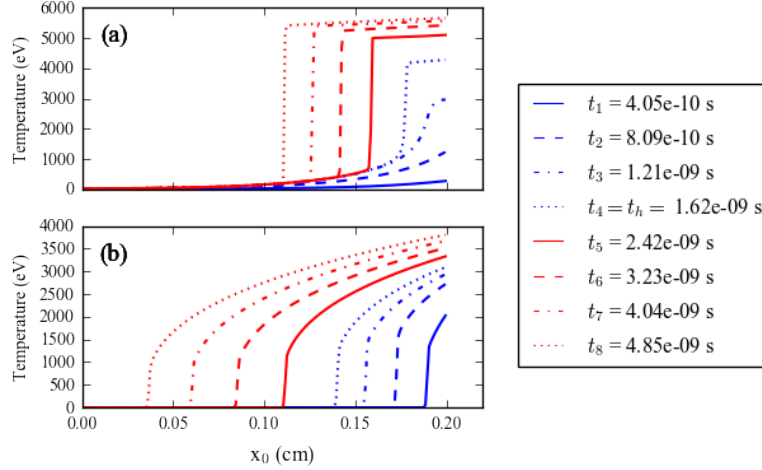 6000
5000
4000
3000
2000
1000
0
Temperature (eV)
(a)
4000
3500
3000
2500
2000
1500
1000
500
0
Temperature (eV)
(b)
0.00 0.05 0.10 0.15 0.20
x₀ (cm)
t₁ = 4.05e-10 s
t₂ = 8.09e-10 s
t₃ = 1.21e-09 s
t₄ = tₕ = 1.62e-09 s
t₅ = 2.42e-09 s
t₆ = 3.23e-09 s
t₇ = 4.04e-09 s
t₈ = 4.85e-09 s